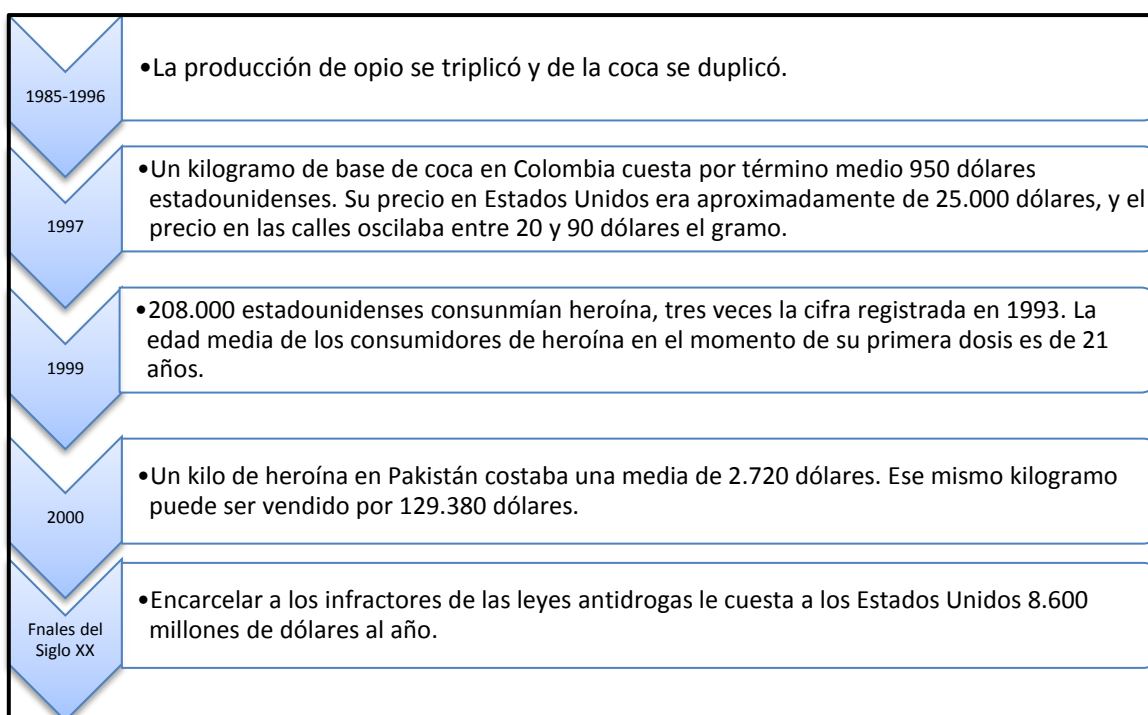 1985-1996
•La producción de opio se triplicó y de la coca se duplicó.
1997
•Un kilogramo de base de coca en Colombia cuesta por término medio 950 dólares
estadounidenses. Su precio en Estados Unidos era aproximadamente de 25.000 dólares, y el
precio en las calles oscilaba entre 20 y 90 dólares el gramo.
1999
•208.000 estadounidenses consunmían heroína, tres veces la cifra registrada en 1993. La
edad media de los consumidores de heroína en el momento de su primera dosis es de 21
años.
2000
•Un kilo de heroína en Pakistán costaba una media de 2.720 dólares. Ese mismo kilogramo
puede ser vendido por 129.380 dólares.
Fnales del
Siglo XX
•Encarcelar a los infractores de las leyes antidrogas le cuesta a los Estados Unidos 8.600
millones de dólares al año.